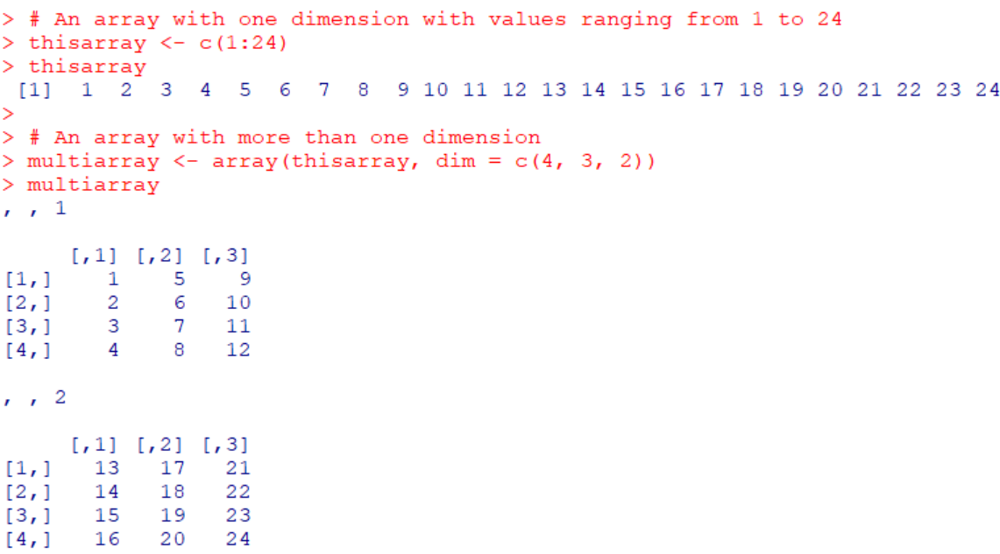 > # An array with one dimension with values ranging from 1 to 24
> thisarray <- c(1:24)
> thisarray
 [1]  1  2  3  4  5  6  7  8  9 10 11 12 13 14 15 16 17 18 19 20 21 22 23 24
>
> # An array with more than one dimension
> multiarray <- array(thisarray, dim = c(4, 3, 2))
> multiarray
, , 1

     [,1] [,2] [,3]
[1,]    1    5    9
[2,]    2    6   10
[3,]    3    7   11
[4,]    4    8   12

, , 2

     [,1] [,2] [,3]
[1,]   13   17   21
[2,]   14   18   22
[3,]   15   19   23
[4,]   16   20   24